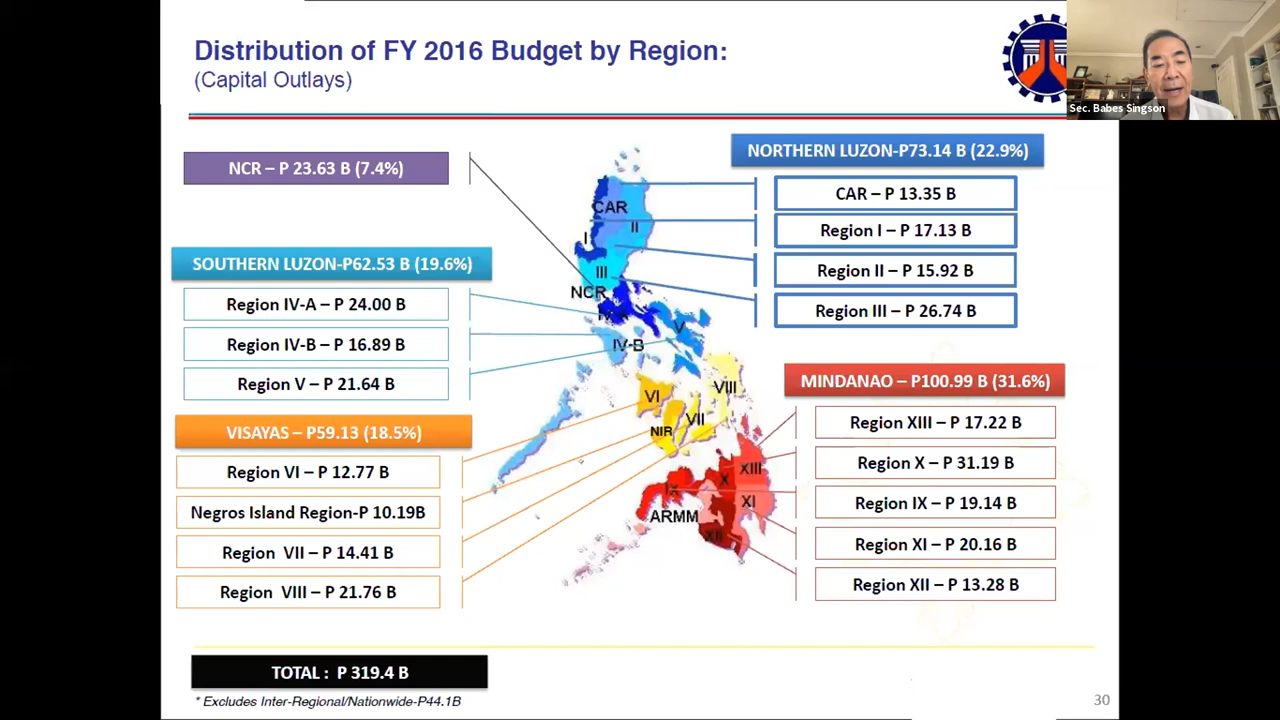 Distribution of FY 2016 Budget by Region:
(Capital Outlays)
Sec. Babes Singson
NCR – P 23.63 B (7.4%)
SOUTHERN LUZON-P62.53 B (19.6%)
Region IV-A – P 24.00 B
Region IV-B – P 16.89 B
Region V – P 21.64 B
VISAYAS – P59.13 (18.5%)
Region VI – P 12.77 B
Negros Island Region-P 10.19B
Region VII – P 14.41 B
Region VIII – P 21.76 B
CAR
II
I
III
NCR
IV-A
V
IV-B
VIII
VI
VII
NIR
XIII
X
IX
XI
ARMM
XII
NORTHERN LUZON-P73.14 B (22.9%)
CAR – P 13.35 B
Region I – P 17.13 B
Region II – P 15.92 B
Region III – P 26.74 B
MINDANAO – P100.99 B (31.6%)
Region XIII – P 17.22 B
Region X – P 31.19 B
Region IX – P 19.14 B
Region XI – P 20.16 B
Region XII – P 13.28 B
TOTAL : P 319.4 B
* Excludes Inter-Regional/Nationwide-P44.1B
30